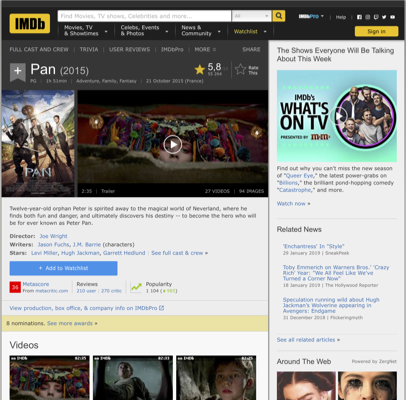 IMDb
Find Movies, TV shows, Celebrities and more...
All
IMDbPro
Help
Movies, TV & Showtimes
Celebs, Events & Photos
News & Community
Watchlist
Sign in
FULL CAST AND CREW | TRIVIA | USER REVIEWS | IMDbPro | MORE
SHARE
Pan (2015)
5,8
Rate This
PG | 1h 51min | Adventure, Family, Fantasy | 21 October 2015 (France)
PAN
2:35 | Trailer
27 VIDEOS | 94 IMAGES
Twelve-year-old orphan Peter is spirited away to the magical world of Neverland, where he
finds both fun and danger, and ultimately discovers his destiny -- to become the hero who will
be for ever known as Peter Pan.
Director: Joe Wright
Writers: Jason Fuchs, J.M. Barrie (characters)
Stars: Levi Miller, Hugh Jackman, Garrett Hedlund | See full cast & crew »
+ Add to Watchlist
36
Metascore
From metacritic.com
Reviews
210 user | 270 critic
Popularity
View production, box office, & company info on IMDbPro
8 nominations. See more awards »
Videos
The Shows Everyone Will Be Talking
About This Week
IMDb's
WHAT'S
ON TV
PRESENTED BY m&m's
Find out why you can't miss the new season
of "Queer Eye," the latest power-grabs on
"Billions," the brilliant pond-hopping comedy
"Catastrophe," and more.
Watch now »
Related News
'Enchantress' In "Style"
29 January 2019 | SneakPeek
Toby Emmerich on Warners Bros.' 'Crazy
Rich' Year: "We All Feel Like We've
Turned a Corner Now"
18 January 2019 | The Hollywood Reporter
Speculation running wild about Hugh
Jackman's Wolverine appearing in
Avengers: Endgame
31 December 2018 | Flickeringmyth
See all related articles »
Around The Web
Powered by ZergNet